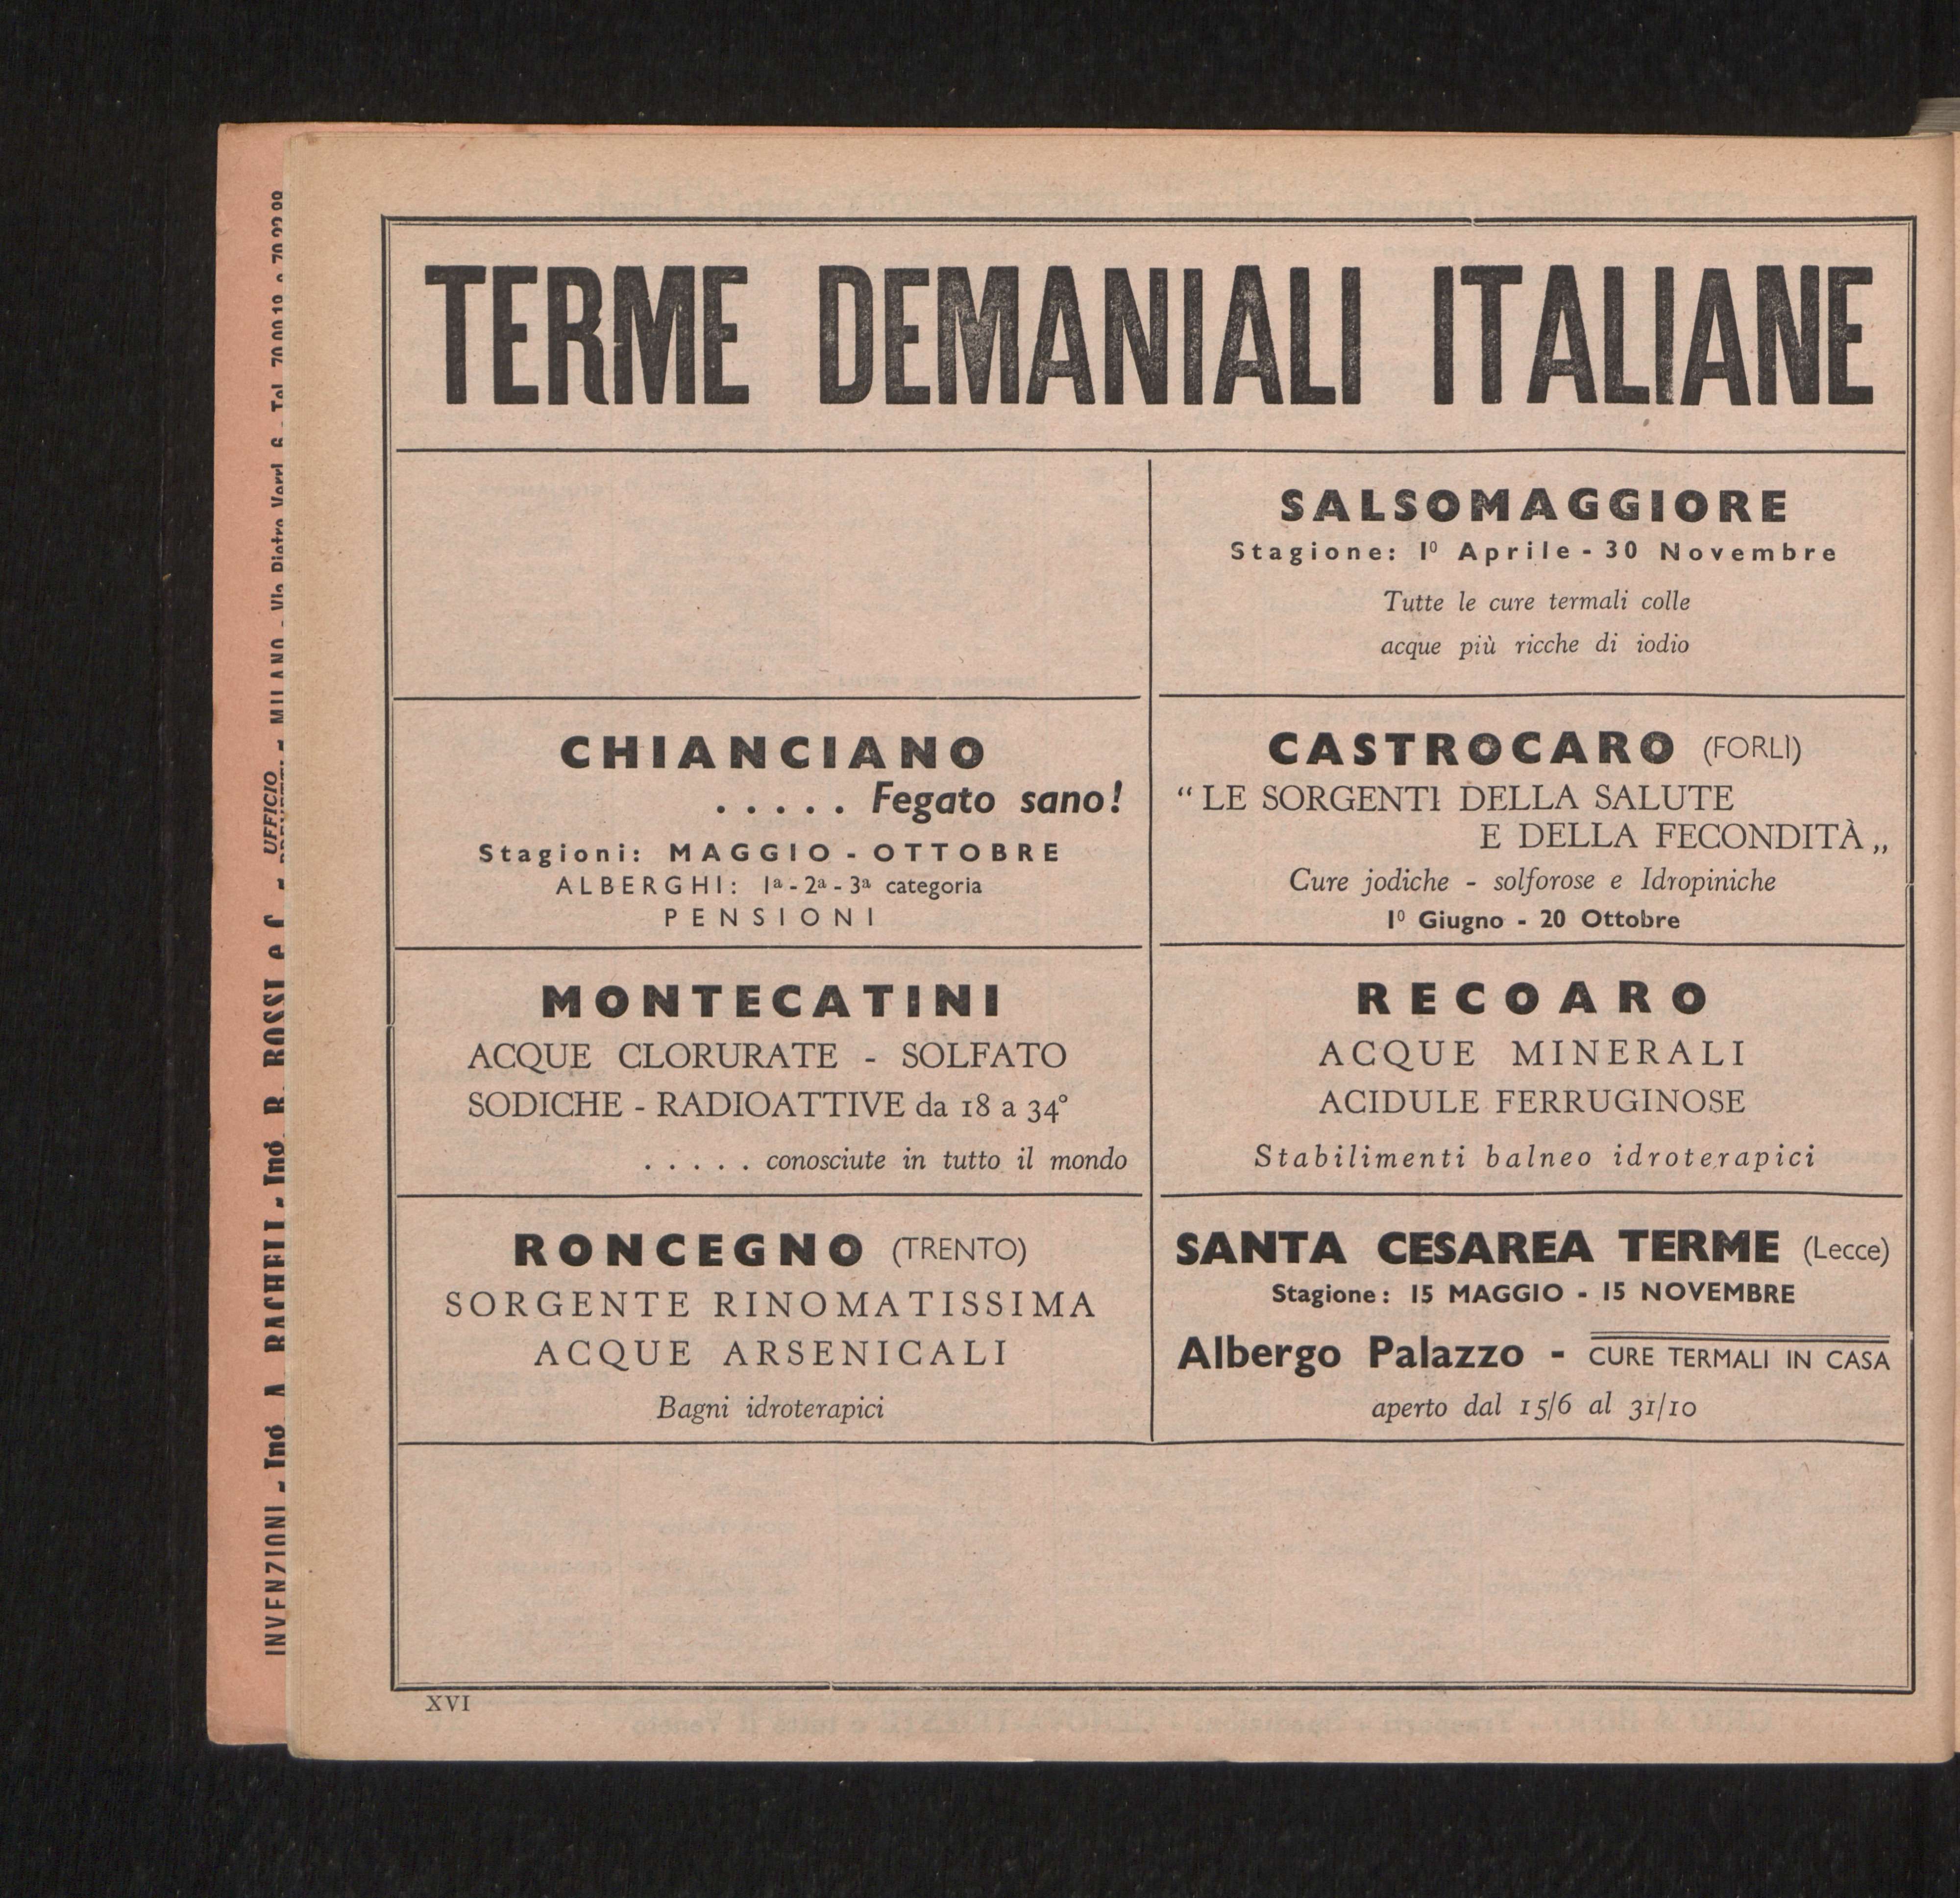 TERME DEMANIALI ITALIANE
SALSOMAGGIORE
Stagione: 1º Aprile - 30 Novembre
Tutte le cure termali colle
acque più ricche di iodio
CHIANCIANO
. . . . . Fegato sano!
Stagioni: MAGGIO - OTTOBRE
ALBERGHI: 1ª - 2ª - 3ª categoria
PENSIONI
CASTROCARO (FORLÌ)
“ LE SORGENTI DELLA SALUTE
E DELLA FECONDITÀ „
Cure jodiche - solforose e Idropiniche
1º Giugno - 20 Ottobre
MONTECATINI
ACQUE CLORURATE - SOLFATO
SODICHE - RADIOATTIVE da 18 a 34°
. . . . . conosciute in tutto il mondo
RECOARO
ACQUE MINERALI
ACIDULE FERRUGINOSE
Stabilimenti balneo idroterapici
RONCEGNO (TRENTO)
SORGENTE RINOMATISSIMA
ACQUE ARSENICALI
Bagni idroterapici
SANTA CESAREA TERME (Lecce)
Stagione: 15 MAGGIO - 15 NOVEMBRE
Albergo Palazzo - CURE TERMALI IN CASA
aperto dal 15/6 al 31/10
XVI
UFFICIO
INVENZIONI - Ing. A. RACHELI - Ing. R. ROSSI e C. - MILANO - Via Pietro Verri, 6 - Tel.